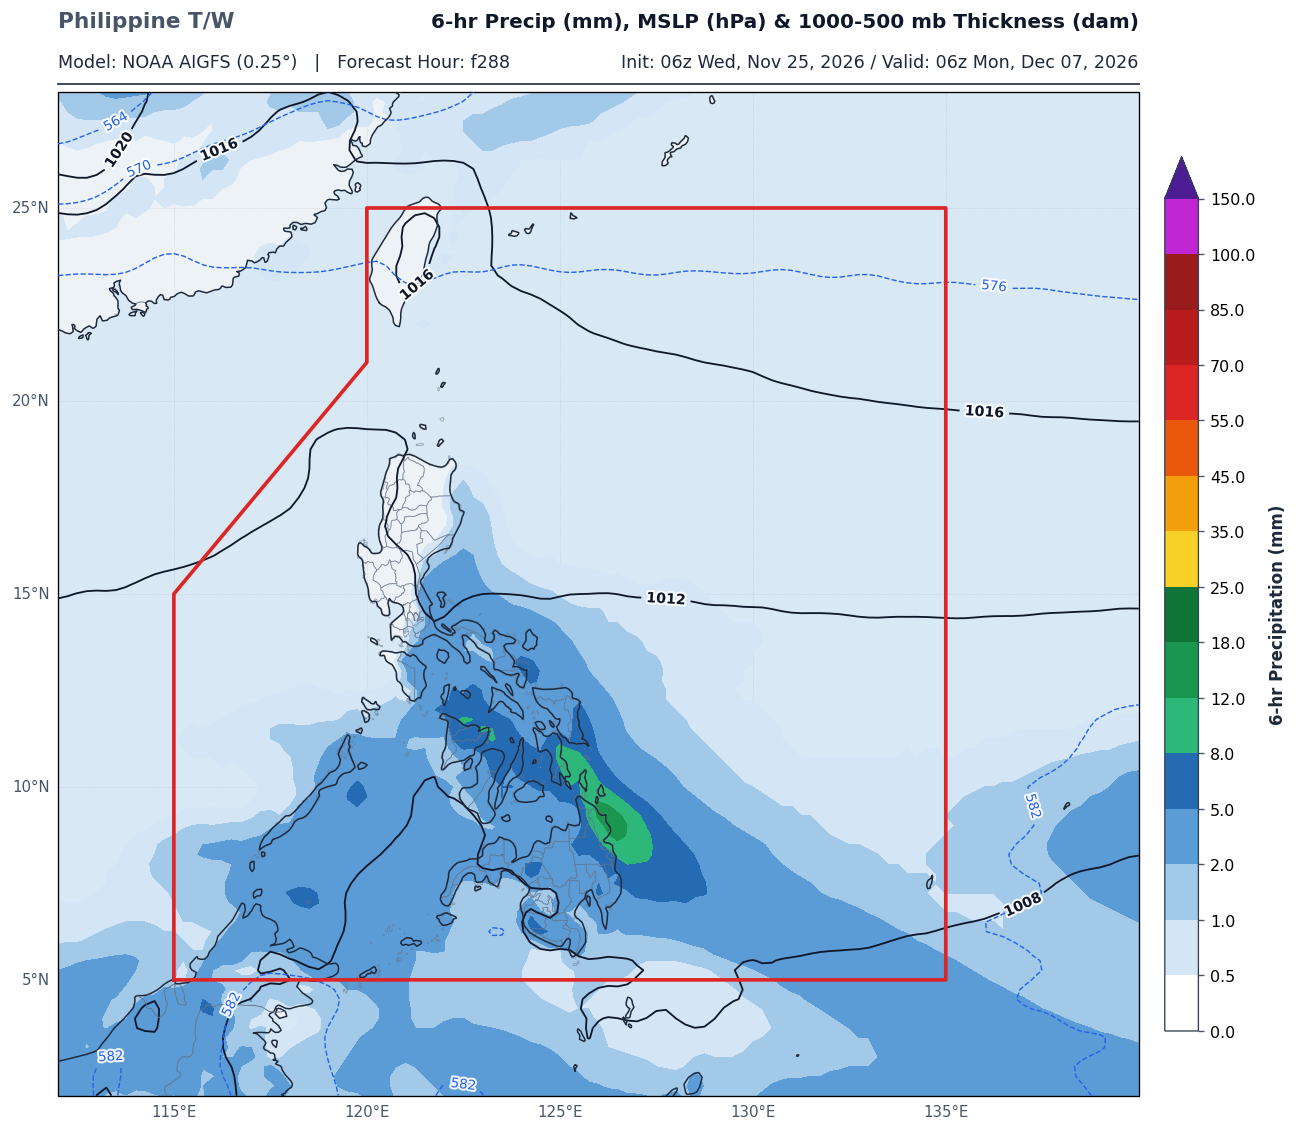 Philippine T/W
6-hr Precip (mm), MSLP (hPa) & 1000-500 mb Thickness (dam)
Model: NOAA AIGFS (0.25°)   |   Forecast Hour: f288
Init: 06z Wed, Nov 25, 2026 / Valid: 06z Mon, Dec 07, 2026
564
1020
1016
570
25°N
1016
576
20°N
1016
15°N
1012
10°N
582
1008
5°N
582
582
582
115°E
120°E
125°E
130°E
135°E
150.0
100.0
85.0
70.0
55.0
45.0
35.0
25.0
18.0
12.0
8.0
5.0
2.0
1.0
0.5
0.0
6-hr Precipitation (mm)